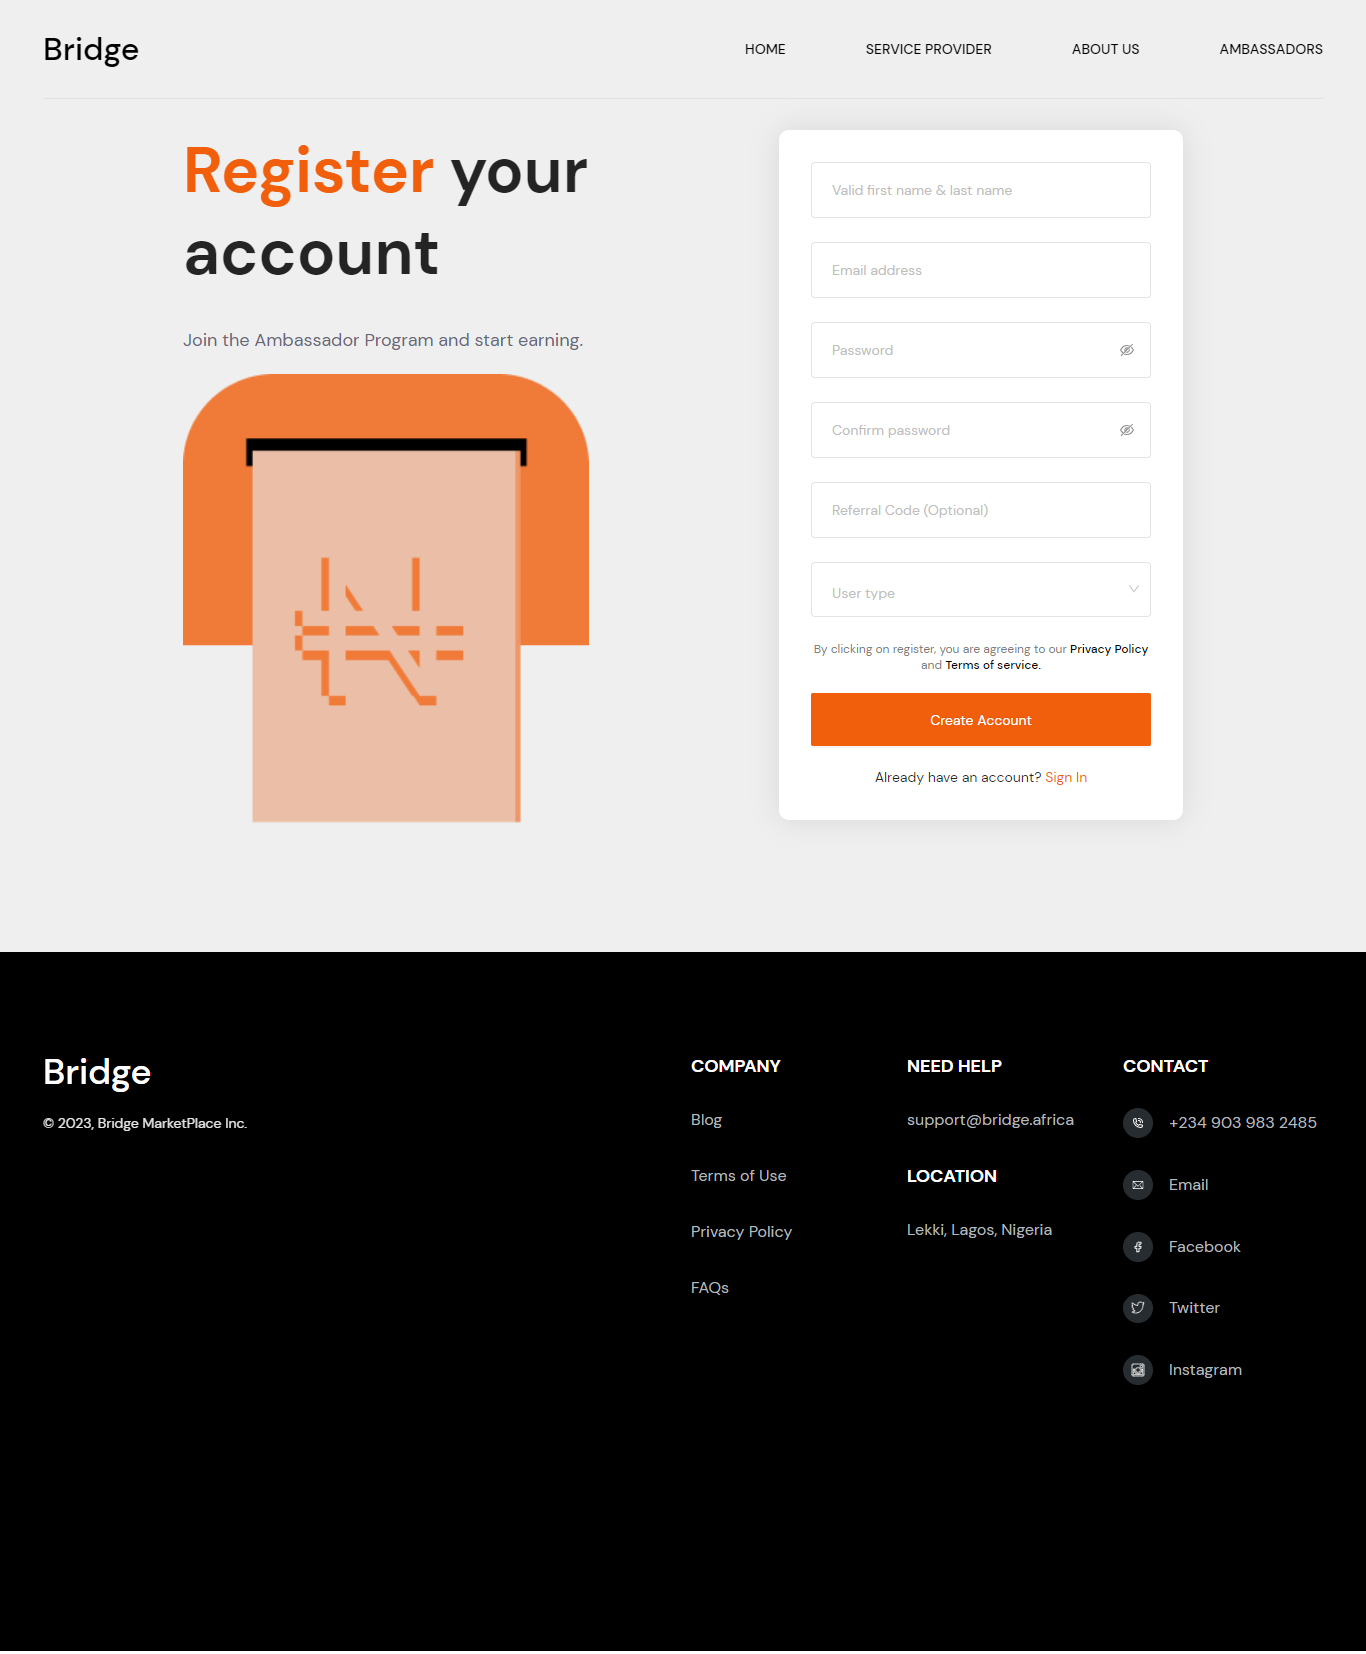 Bridge
HOME
SERVICE PROVIDER
ABOUT US
AMBASSADORS
Register your
account
Join the Ambassador Program and start earning.
Valid first name & last name
Email address
Password
Confirm password
Referral Code (Optional)
User type
By clicking on register, you are agreeing to our Privacy Policy
and Terms of service.
Create Account
Already have an account? Sign In
Bridge
© 2023, Bridge MarketPlace Inc.
COMPANY
Blog
Terms of Use
Privacy Policy
FAQs
NEED HELP
support@bridge.africa
LOCATION
Lekki, Lagos, Nigeria
CONTACT
+234 903 983 2485
Email
Facebook
Twitter
Instagram